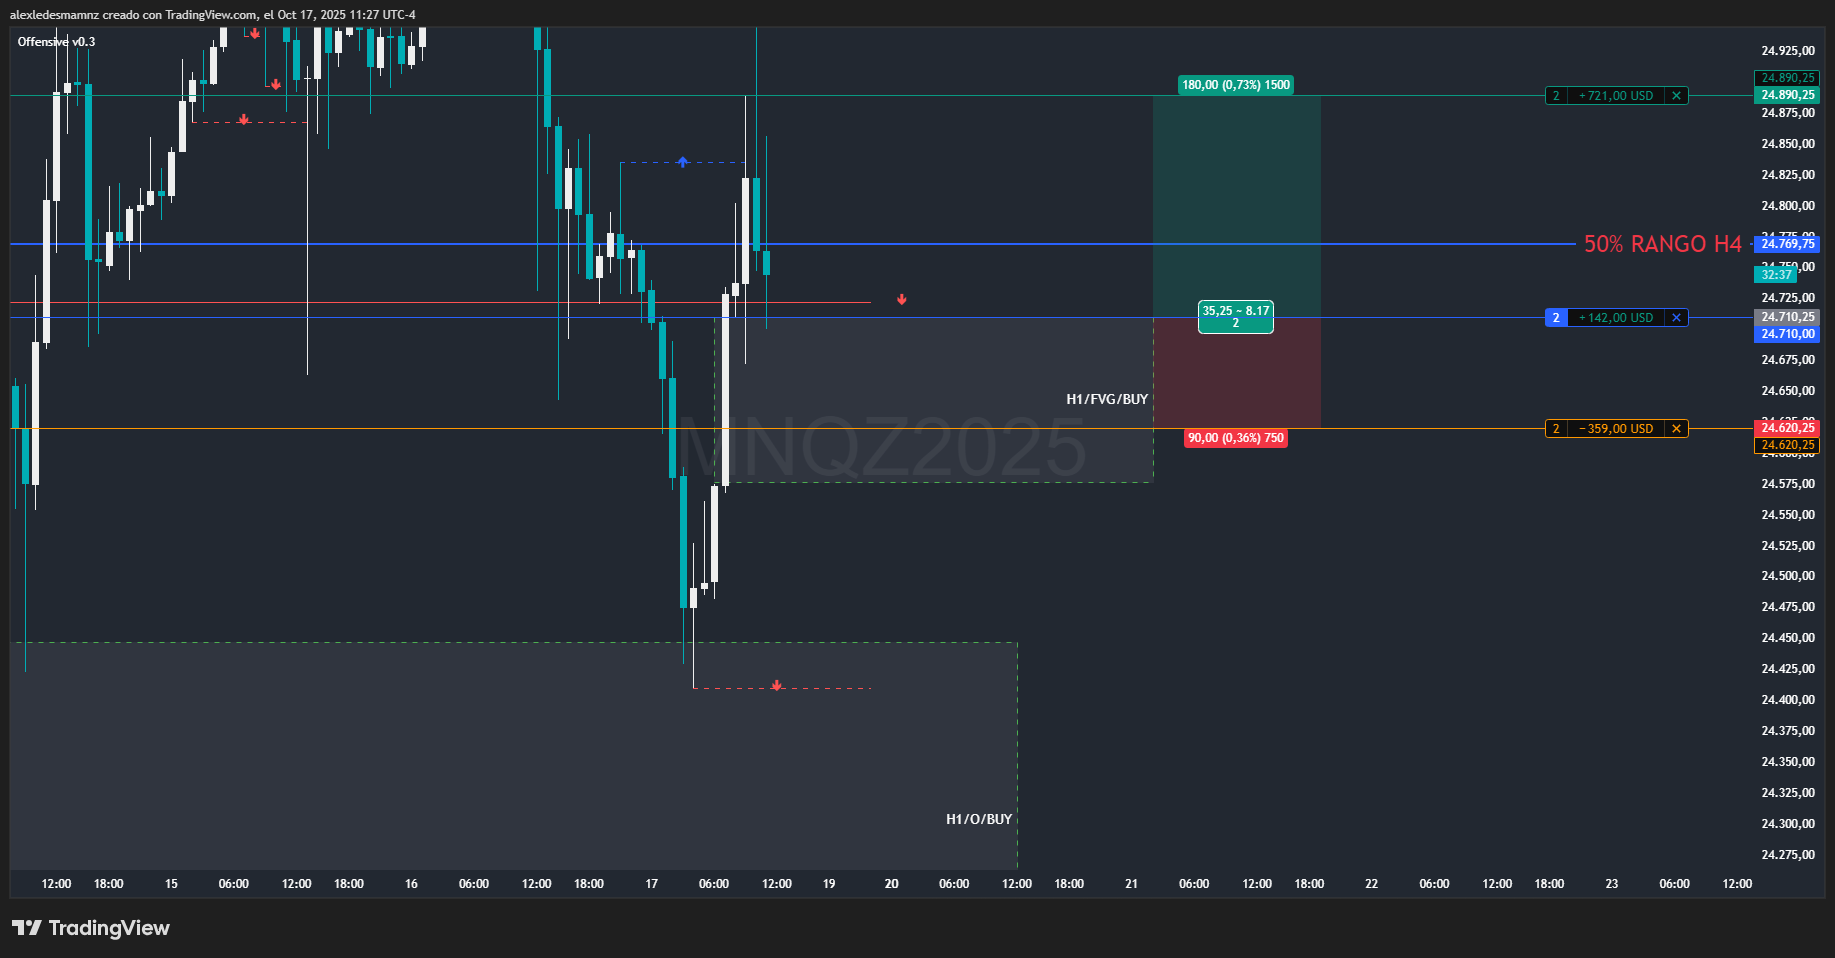 alexledesmamnz creado con TradingView.com, el Oct 17, 2025 11:27 UTC-4
Offensive v0.3
24.925,00
24.890,25
180,00 (0,73%) 1500
2 +721,00 USD
24.890,25
24.875,00
24.850,00
24.825,00
24.800,00
50% RANGO H4
24.769,75
32:37
24.725,00
35,25 ~ 8.17
2
2 +142,00 USD
24.710,25
24.710,00
24.675,00
24.650,00
H1/FVG/BUY
MNQZ2025
90,00 (0,36%) 750
2 −359,00 USD
24.620,25
24.620,25
24.575,00
24.550,00
24.525,00
24.500,00
24.475,00
24.450,00
24.425,00
24.400,00
24.375,00
24.350,00
24.325,00
H1/O/BUY
24.300,00
24.275,00
12:00 18:00 15 06:00 12:00 18:00 16 06:00 12:00 18:00 17 06:00 12:00 19 20 06:00 12:00 18:00 21 06:00 12:00 18:00 22 06:00 12:00 18:00 23 06:00 12:00
TradingView